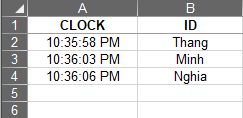 A B
1 CLOCK ID
2 10:35:58 PM Thang
3 10:36:03 PM Minh
4 10:36:06 PM Nghia
5
6